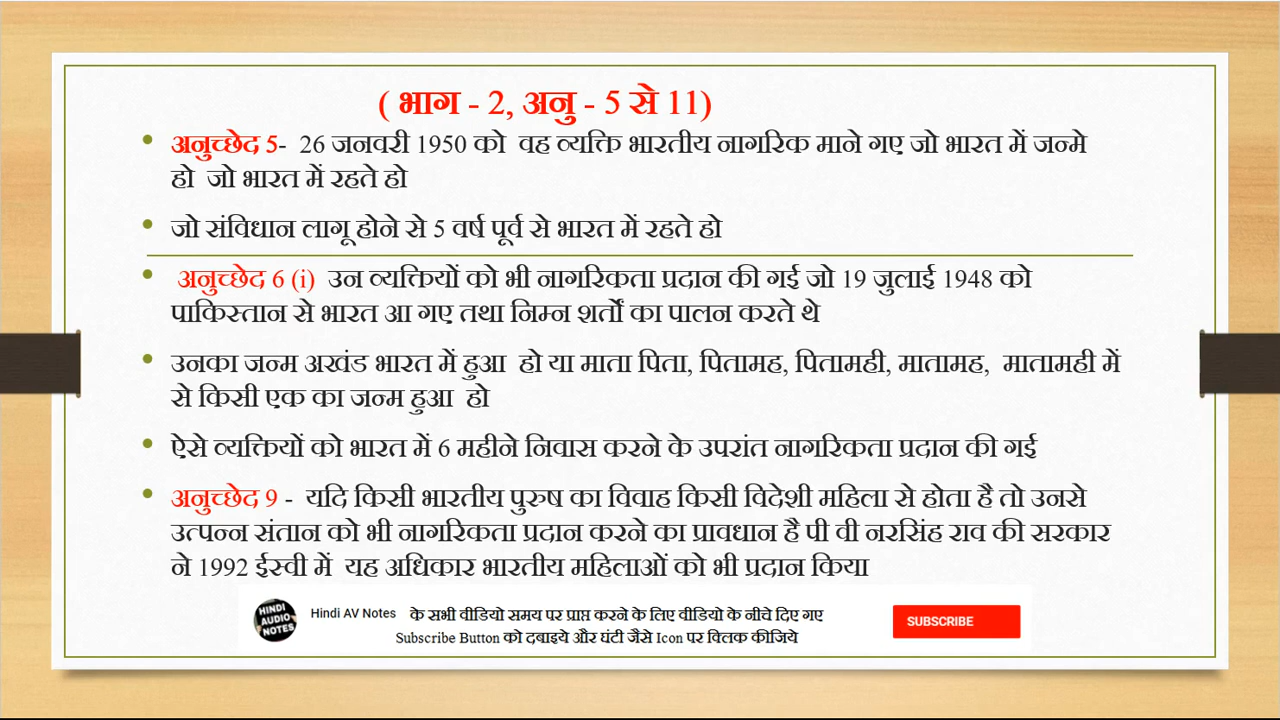 ( भाग - 2, अनु - 5 से 11)
• अनुच्छेद 5- 26 जनवरी 1950 को वह व्यक्ति भारतीय नागरिक माने गए जो भारत में जन्मे
हो जो भारत में रहते हो
• जो संविधान लागू होने से 5 वर्ष पूर्व से भारत में रहते हो
• अनुच्छेद 6 (i) उन व्यक्तियों को भी नागरिकता प्रदान की गई जो 19 जुलाई 1948 को
पाकिस्तान से भारत आ गए तथा निम्न शर्तों का पालन करते थे
• उनका जन्म अखंड भारत में हुआ हो या माता पिता, पितामह, पितामही, मातामह, मातामही में
से किसी एक का जन्म हुआ हो
• ऐसे व्यक्तियों को भारत में 6 महीने निवास करने के उपरांत नागरिकता प्रदान की गई
• अनुच्छेद 9 - यदि किसी भारतीय पुरुष का विवाह किसी विदेशी महिला से होता है तो उनसे
उत्पन्न संतान को भी नागरिकता प्रदान करने का प्रावधान है पी वी नरसिंह राव की सरकार
ने 1992 ईस्वी में यह अधिकार भारतीय महिलाओं को भी प्रदान किया
HINDI
AUDIO
NOTES
Hindi AV Notes के सभी वीडियो समय पर प्राप्त करने के लिए वीडियो के नीचे दिए गए
Subscribe Button को दबाइये और घंटी जैसे Icon पर क्लिक कीजिये
SUBSCRIBE